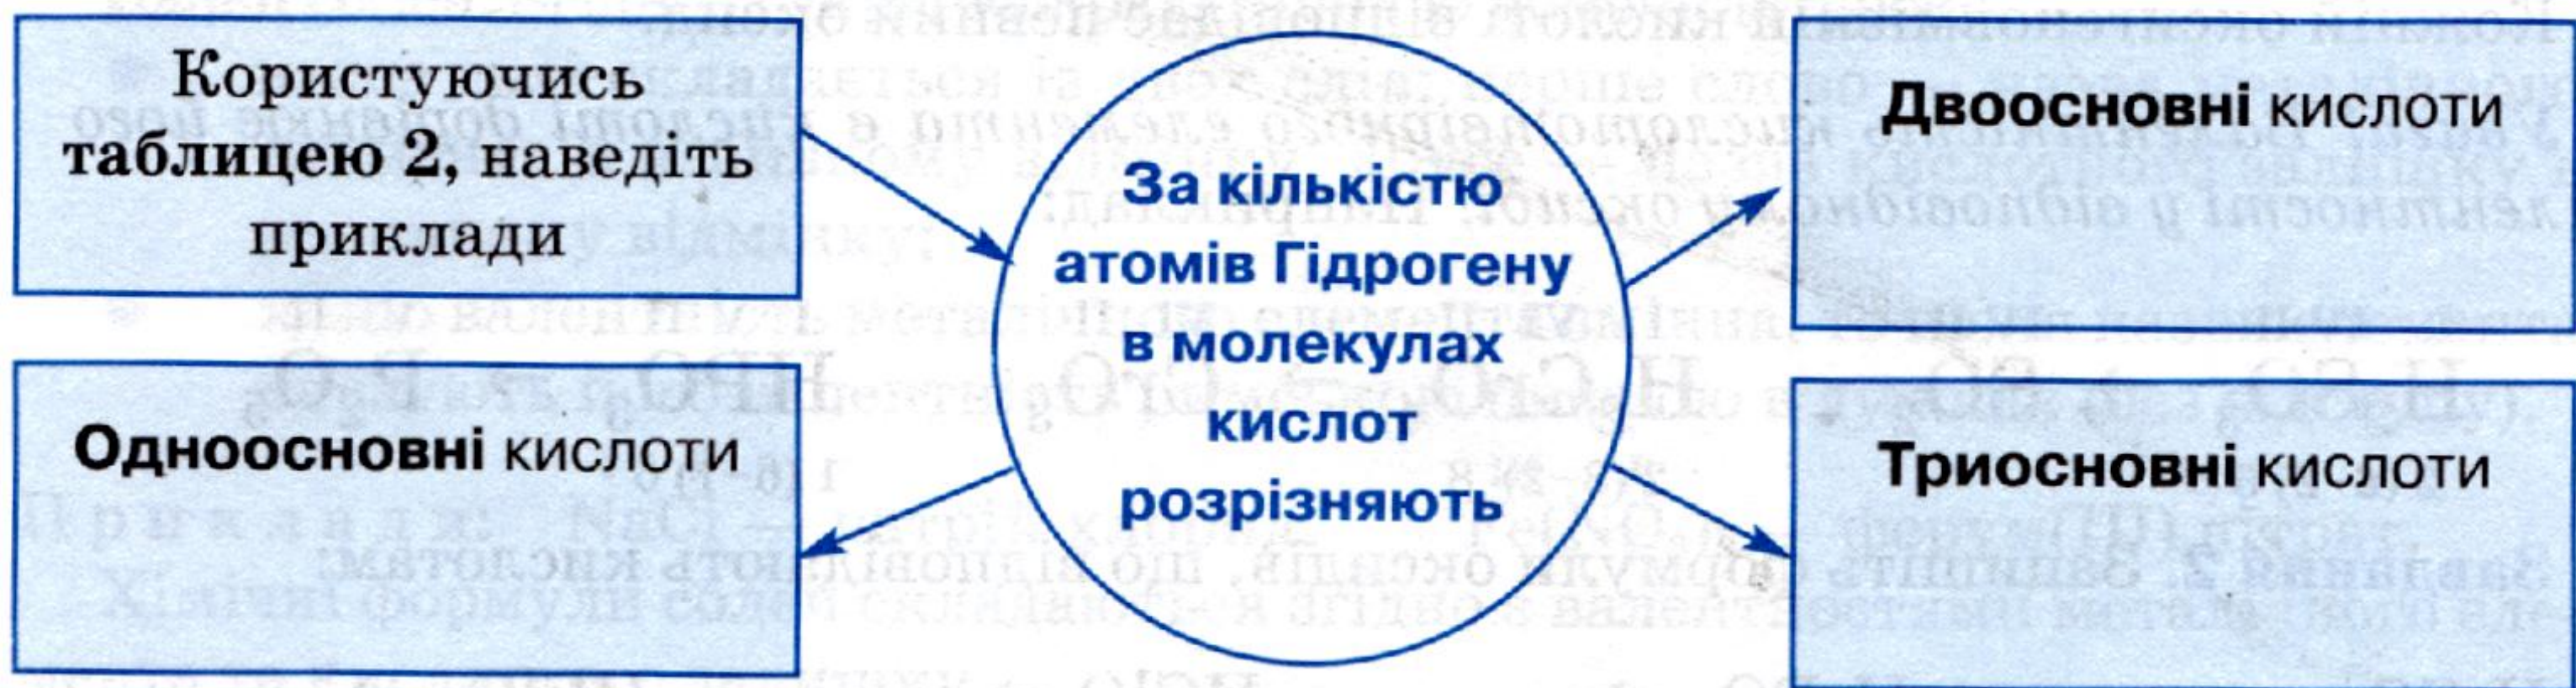 Користуючись
таблицею 2, наведіть
приклади
Одноосновні кислоти
За кількістю
атомів Гідрогену
в молекулах
кислот
розрізняють
Двоосновні кислоти
Триосновні кислоти